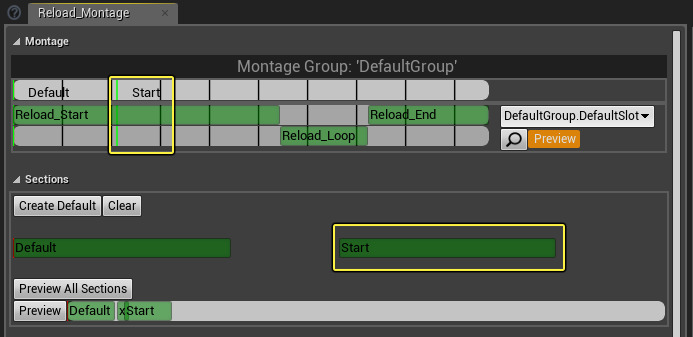 Reload_Montage
Montage
Montage Group: 'DefaultGroup'
Default Start
Reload_Start Reload_End DefaultGroup.DefaultSlot
Reload_Loop Preview
Sections
Create Default Clear
Default Start
Preview All Sections
Preview Default xStart